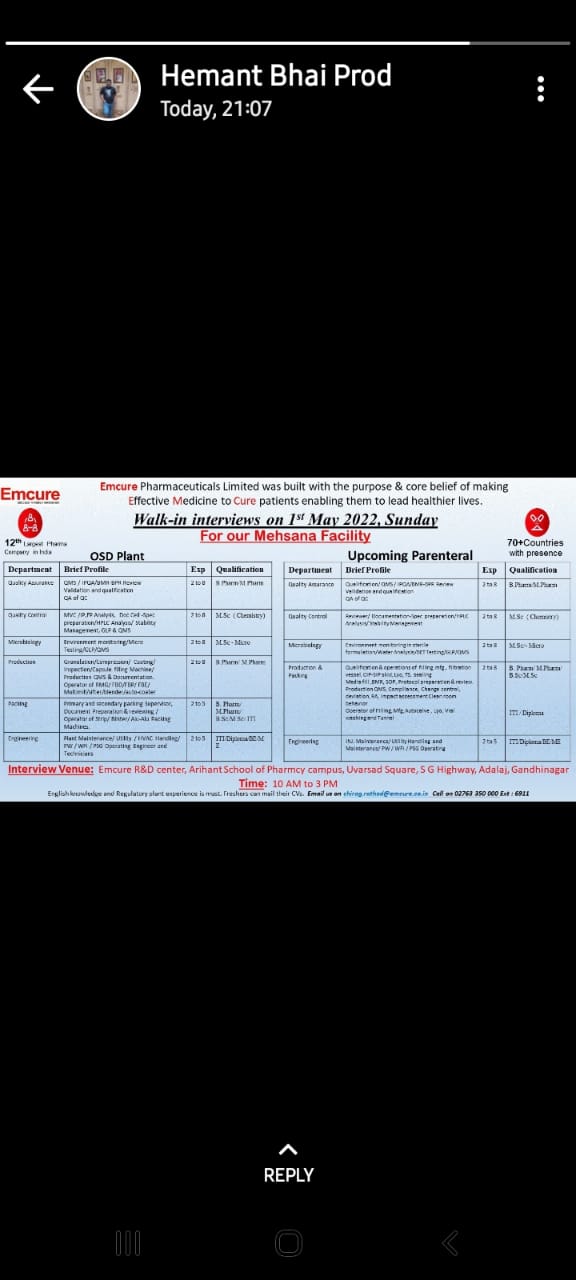 Hemant Bhai Prod
Today, 21:07
Emcure
Emcure Pharmaceuticals Limited was built with the purpose & core belief of making
Effective Medicine to Cure patients enabling them to lead healthier lives.
Walk-in interviews on 1st May 2022, Sunday
For our Mehsana Facility
12th Largest Pharma
Company in India
70+Countries
with presence
OSD Plant
Department Brief Profile Exp Qualification
Quality Assurance QMS / IPQA/BMR-BPR Review 2 to 8 B.Pharm/M.Pharm
Validation and qualification
QA of QC
Quality Control MVC /IP,FP Analysis, Doc Cell -Spec 2 to 8 M.Sc (Chemistry)
preparation/HPLC Analysis/ Stability
Management, GLP & QMS
Microbiology Environment monitoring/Micro 2 to 8 M.Sc - Micro
Testing/GLP/QMS
Production Granulation/Compression/ Coating/ 2 to 8 B.Pharm/ M.Pharm
Inspection/Capsule filling Machine/
Production QMS & Documentation.
Operator of RMG/FBD/FBP/ FBE/
Multimill/sifter/blender/auto-coater
Packing Primary and secondary packing Supervisor, 2 to 5 B. Pharm/
Document Preparation & reviewing / M.Pharm/
Operator of Strip/ Blister/ Alu-Alu Packing B.Sc/M.Sc/ITI
Machines.
Engineering Plant Maintenance/ Utility / HVAC Handling/ 2 to 5 ITI/Diploma/BE/M
PW / WFI / PSG Operating Engineer and E
Technicians
Upcoming Parenteral
Department Brief Profile Exp Qualification
Quality Assurance Qualification/ QMS/ IPQA/BMR-BPR Review 2 to 8 B.Pharm/M.Pharm
Validation and qualification
QA of QC
Quality Control Reviewer/ Documentation-Spec preparation/HPLC 2 to 8 M.Sc (Chemistry)
Analysis/ Stability Management
Microbiology Environment monitoring in sterile 2 to 8 M.Sc - Micro
formulation/Water Analysis/BET Testing/GLP/QMS
Production & Qualification & operations of filling mfg, filtration 2 to 8 B. Pharm/ M.Pharm/
Packing vessel, CIP-SIP skid, Lyo, TS, Sealing B.Sc/M.Sc
Media fill ,BMR, SOP, Protocol preparation & review.
Production QMS, Compliance, Change control,
deviation, RA, Impact assessment Clean room
behavior
Operator of Filling, Mfg, Autoclave , Lyo, Vial ITI / Diploma
washing and Tunnel
Engineering INJ. Maintenance/ Utility Handling and 2 to 5 ITI/Diploma/BE/ME
Maintenance/ PW / WFI / PSG Operating
Interview Venue: Emcure R&D center, Arihant School of Pharmcy campus, Uvarsad Square, S G Highway, Adalaj, Gandhinagar
Time: 10 AM to 3 PM
English knowledge and Regulatory plant experience is must. Freshers can mail their CVs. Email us on chirag.rathod@emcure.co.in Call on 02763 350 000 Ext : 6911
REPLY